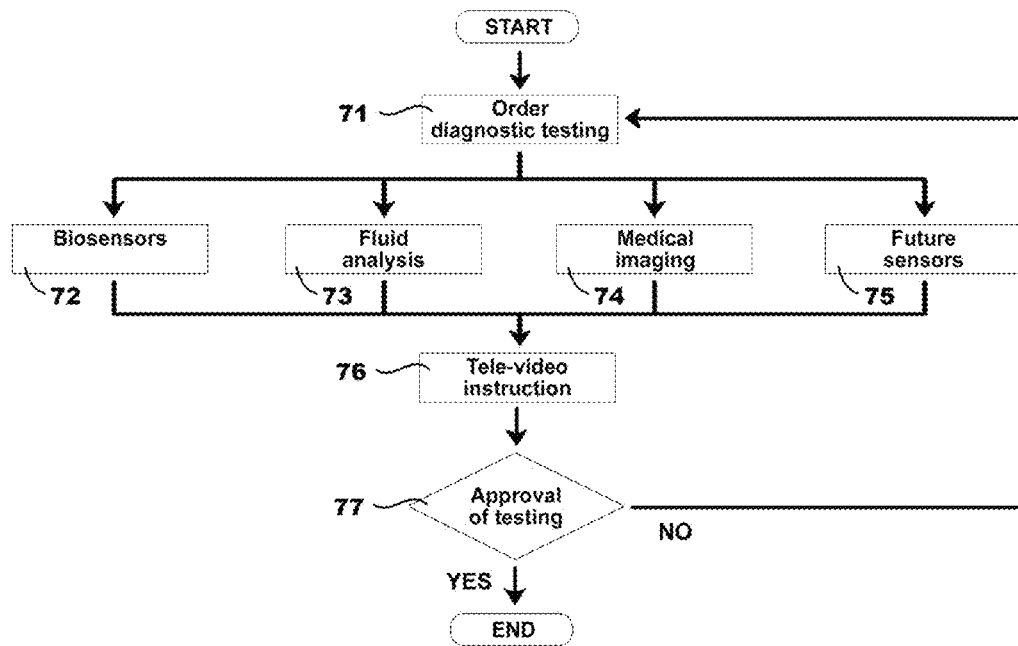 START
71
Order
diagnostic testing
Biosensors
72
Fluid
analysis
73
Medical
imaging
74
Future
sensors
75
76
Tele-video
instruction
77
Approval
of testing
NO
YES
END